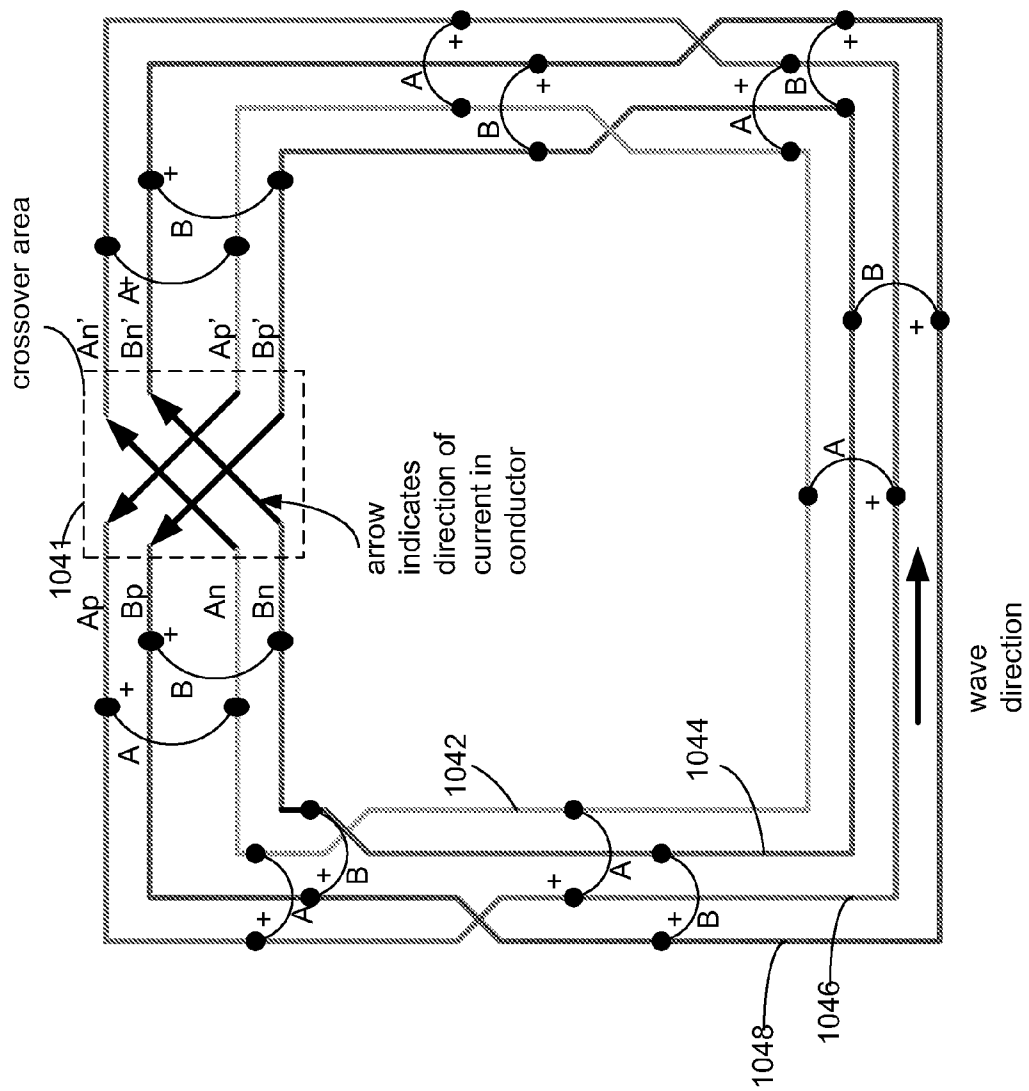 crossover area
1041
Ap
Bp
An
Bn
An'
Bn'
Ap'
Bp'
A
+
B
+
A+
B
+
arrow
indicates
direction of
current in
conductor
A
+
B
+
A
+
B
+
A
+
B
+
A
+
B
+
A
+
B
+
1042
1044
1046
1048
wave
direction